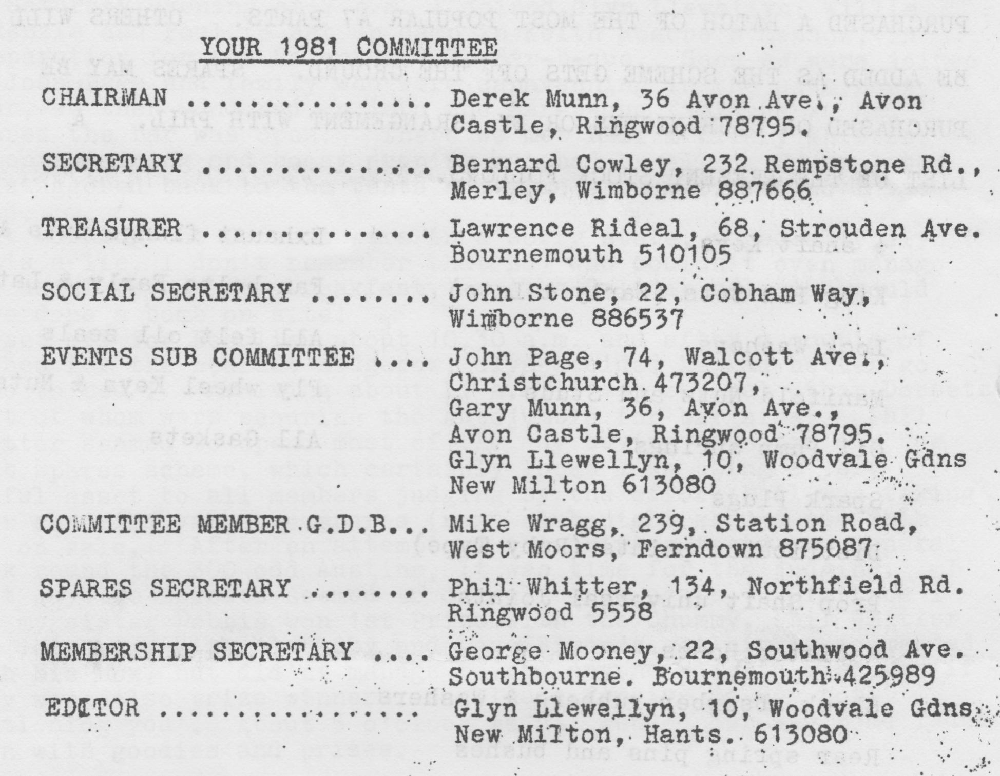 YOUR 1981 COMMITTEE
CHAIRMAN ................ Derek Munn, 36 Avon Ave., Avon
Castle, Ringwood 78795.
SECRETARY ............... Bernard Cowley, 232 Rempstone Rd.,
Merley, Wimborne 887666
TREASURER ............... Lawrence Rideal, 68, Strouden Ave.
Bournemouth 510105
SOCIAL SECRETARY ........ John Stone, 22, Cobham Way,
Wimborne 886537
EVENTS SUB COMMITTEE .... John Page, 74, Walcott Ave.,
Christchurch 473207,
Gary Munn, 36, Avon Ave.,
Avon Castle, Ringwood 78795.
Glyn Llewellyn, 10, Woodvale Gdns
New Milton 613080
COMMITTEE MEMBER G.D.B... Mike Wragg, 239, Station Road,
West Moors, Ferndown 875087
SPARES SECRETARY ........ Phil Whitter, 134, Northfield Rd.
Ringwood 5558
MEMBERSHIP SECRETARY .... George Mooney, 22, Southwood Ave.
Southbourne. Bournemouth 425989
EDITOR ................. Glyn Llewellyn, 10, Woodvale Gdns
New Milton, Hants. 613080